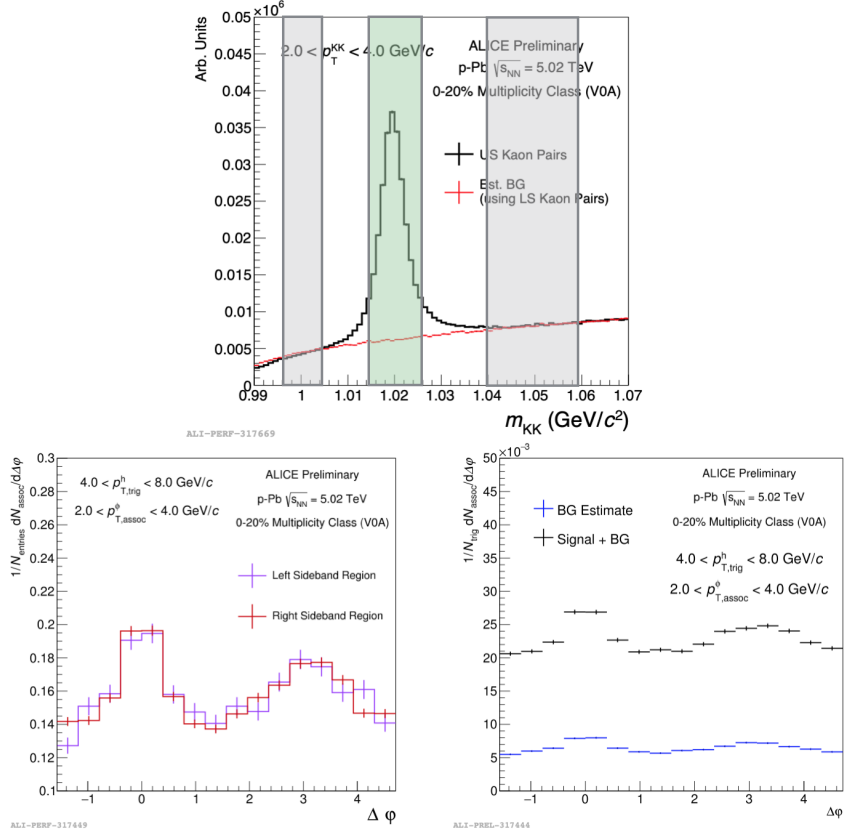 ×10⁶
Arb. Units
0.05
0.045
0.04
0.035
0.03
0.025
0.02
0.015
0.01
0.005
0
2.0 < p_T^KK < 4.0 GeV/c
ALICE Preliminary
p-Pb √s_NN = 5.02 TeV
0-20% Multiplicity Class (V0A)
US Kaon Pairs
Est. BG
(using LS Kaon Pairs)
0.99 1 1.01 1.02 1.03 1.04 1.05 1.06 1.07
m_KK (GeV/c²)
ALI-PERF-317669
1/N_entries dN_assoc/dΔφ
0.3
0.28
0.26
0.24
0.22
0.2
0.18
0.16
0.14
0.12
0.1
4.0 < p_T,trig^h < 8.0 GeV/c
2.0 < p_T,assoc^ϕ < 4.0 GeV/c
ALICE Preliminary
p-Pb √s_NN = 5.02 TeV
0-20% Multiplicity Class (V0A)
Left Sideband Region
Right Sideband Region
−1 0 1 2 3 4
Δ φ
ALI-PERF-317449
×10⁻³
1/N_trig dN_assoc/dΔφ
50
45
40
35
30
25
20
15
10
5
0
ALICE Preliminary
p-Pb √s_NN = 5.02 TeV
0-20% Multiplicity Class (V0A)
BG Estimate
Signal + BG
4.0 < p_T,trig^h < 8.0 GeV/c
2.0 < p_T,assoc^ϕ < 4.0 GeV/c
−1 0 1 2 3 4
Δφ
ALI-PREL-317444